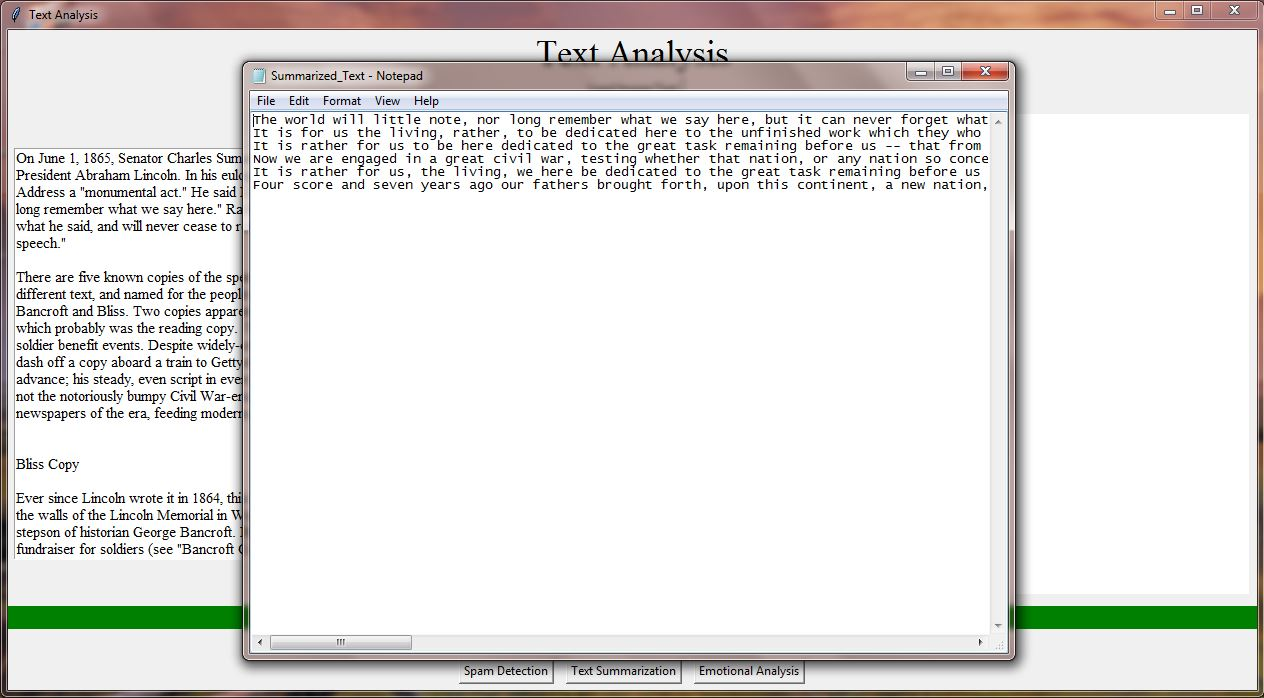 Text Analysis
Text Analysis
Summarized_Text - Notepad
File Edit Format View Help
The world will little note, nor long remember what we say here, but it can never forget what
It is for us the living, rather, to be dedicated here to the unfinished work which they who
It is rather for us to be here dedicated to the great task remaining before us -- that from
Now we are engaged in a great civil war, testing whether that nation, or any nation so conce
It is rather for us, the living, we here be dedicated to the great task remaining before us
Four score and seven years ago our fathers brought forth, upon this continent, a new nation,
On June 1, 1865, Senator Charles Sum
President Abraham Lincoln. In his eulo
Address a "monumental act." He said
long remember what we say here." Ra
what he said, and will never cease to r
speech."
There are five known copies of the spe
different text, and named for the peopl
Bancroft and Bliss. Two copies appare
which probably was the reading copy.
soldier benefit events. Despite widely-
dash off a copy aboard a train to Getty
advance; his steady, even script in eve
not the notoriously bumpy Civil War-er
newspapers of the era, feeding modern
Bliss Copy
Ever since Lincoln wrote it in 1864, thi
the walls of the Lincoln Memorial in W
stepson of historian George Bancroft.
fundraiser for soldiers (see "Bancroft
Spam Detection Text Summarization Emotional Analysis